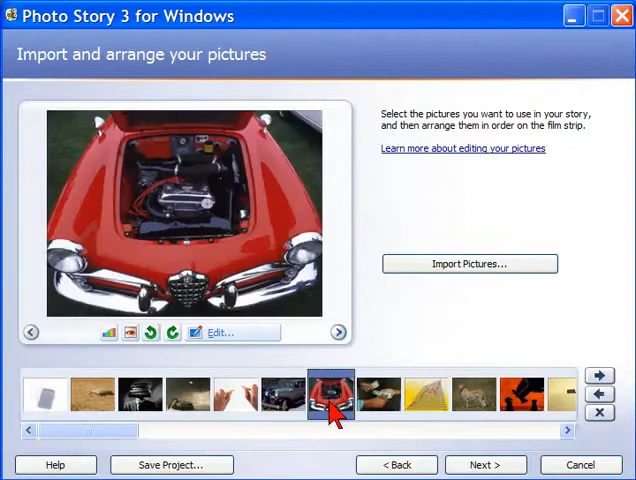 Photo Story 3 for Windows
Import and arrange your pictures
Select the pictures you want to use in your story,
and then arrange them in order on the film strip.
Learn more about editing your pictures
Import Pictures...
Edit...
Help
Save Project...
< Back
Next >
Cancel